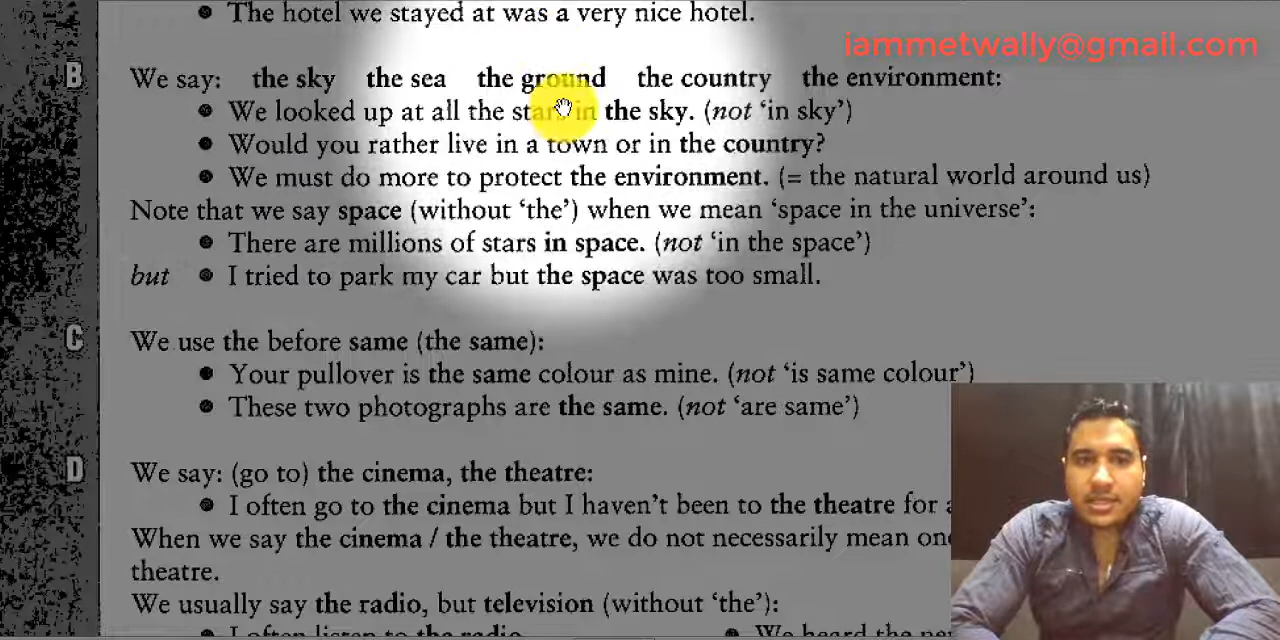 • The hotel we stayed at was a very nice hotel.
iammetwally@gmail.com
B We say: the sky the sea the ground the country the environment:
• We looked up at all the stars in the sky. (not ‘in sky’)
• Would you rather live in a town or in the country?
• We must do more to protect the environment. (= the natural world around us)
Note that we say space (without ‘the’) when we mean ‘space in the universe’:
• There are millions of stars in space. (not ‘in the space’)
but • I tried to park my car but the space was too small.
C We use the before same (the same):
• Your pullover is the same colour as mine. (not ‘is same colour’)
• These two photographs are the same. (not ‘are same’)
D We say: (go to) the cinema, the theatre:
• I often go to the cinema but I haven’t been to the theatre for
When we say the cinema / the theatre, we do not necessarily mean
theatre.
We usually say the radio, but television (without ‘the’):
• I often listen to the radio. • We heard the